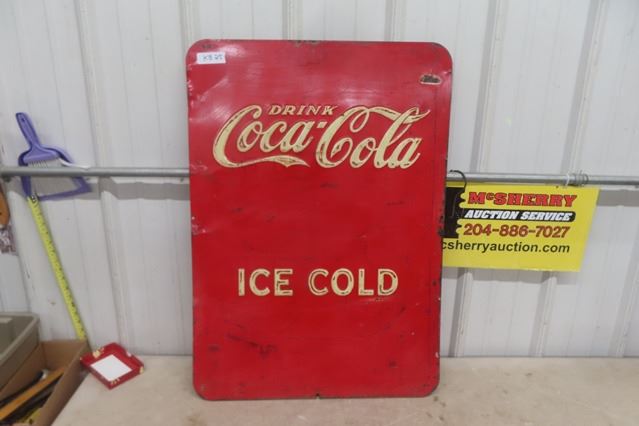 DRINK
Coca-Cola
ICE COLD
McSHERRY
AUCTION SERVICE
204-886-7027
csherryauction.com